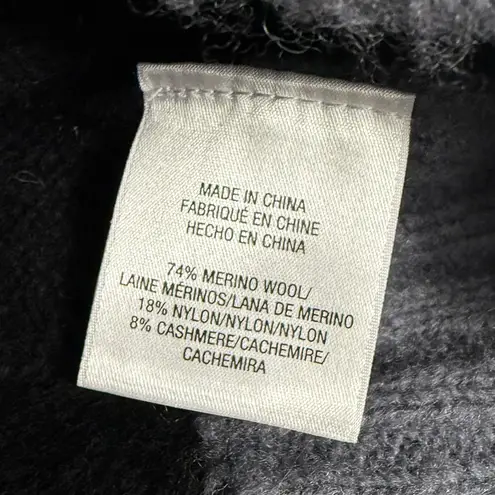 MADE IN CHINA
FABRIQUÉ EN CHINE
HECHO EN CHINA
74% MERINO WOOL/
LAINE MÉRINOS/LANA DE MERINO
18% NYLON/NYLON/NYLON
8% CASHMERE/CACHEMIRE/
CACHEMIRA